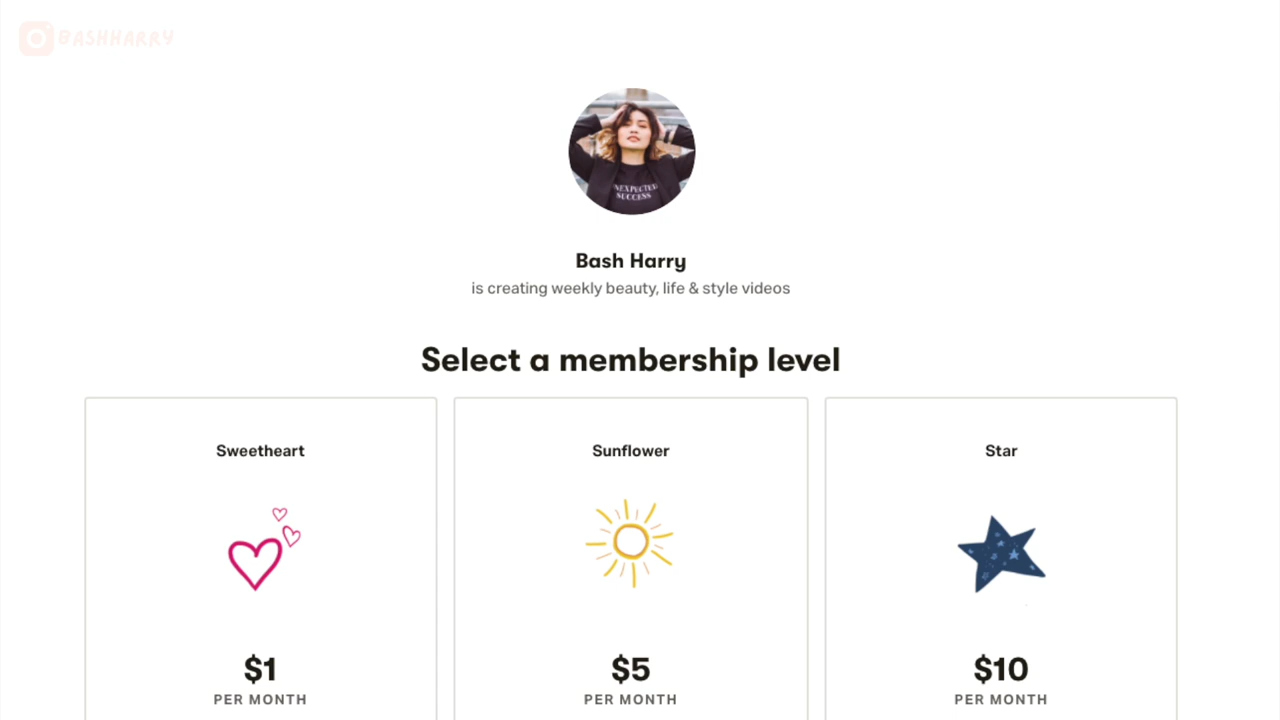 BASHHARRY
UNEXPECTED
SUCCESS
Bash Harry
is creating weekly beauty, life & style videos
Select a membership level
Sweetheart
Sunflower
Star
$1
$5
$10
PER MONTH
PER MONTH
PER MONTH